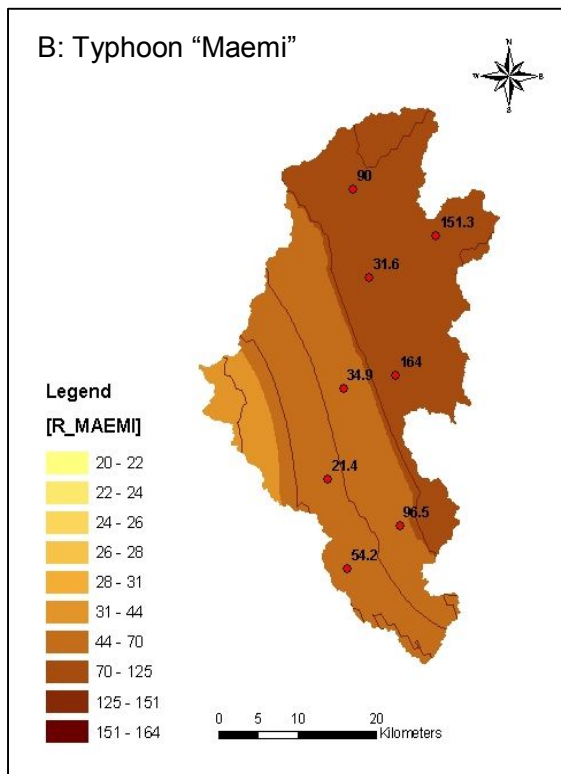 B: Typhoon “Maemi”
N
W E
S
90
151.3
31.6
164
34.9
21.4
96.5
54.2
Legend
[R_MAEMI]
20 - 22
22 - 24
24 - 26
26 - 28
28 - 31
31 - 44
44 - 70
70 - 125
125 - 151
151 - 164
0 5 10 20
Kilometers